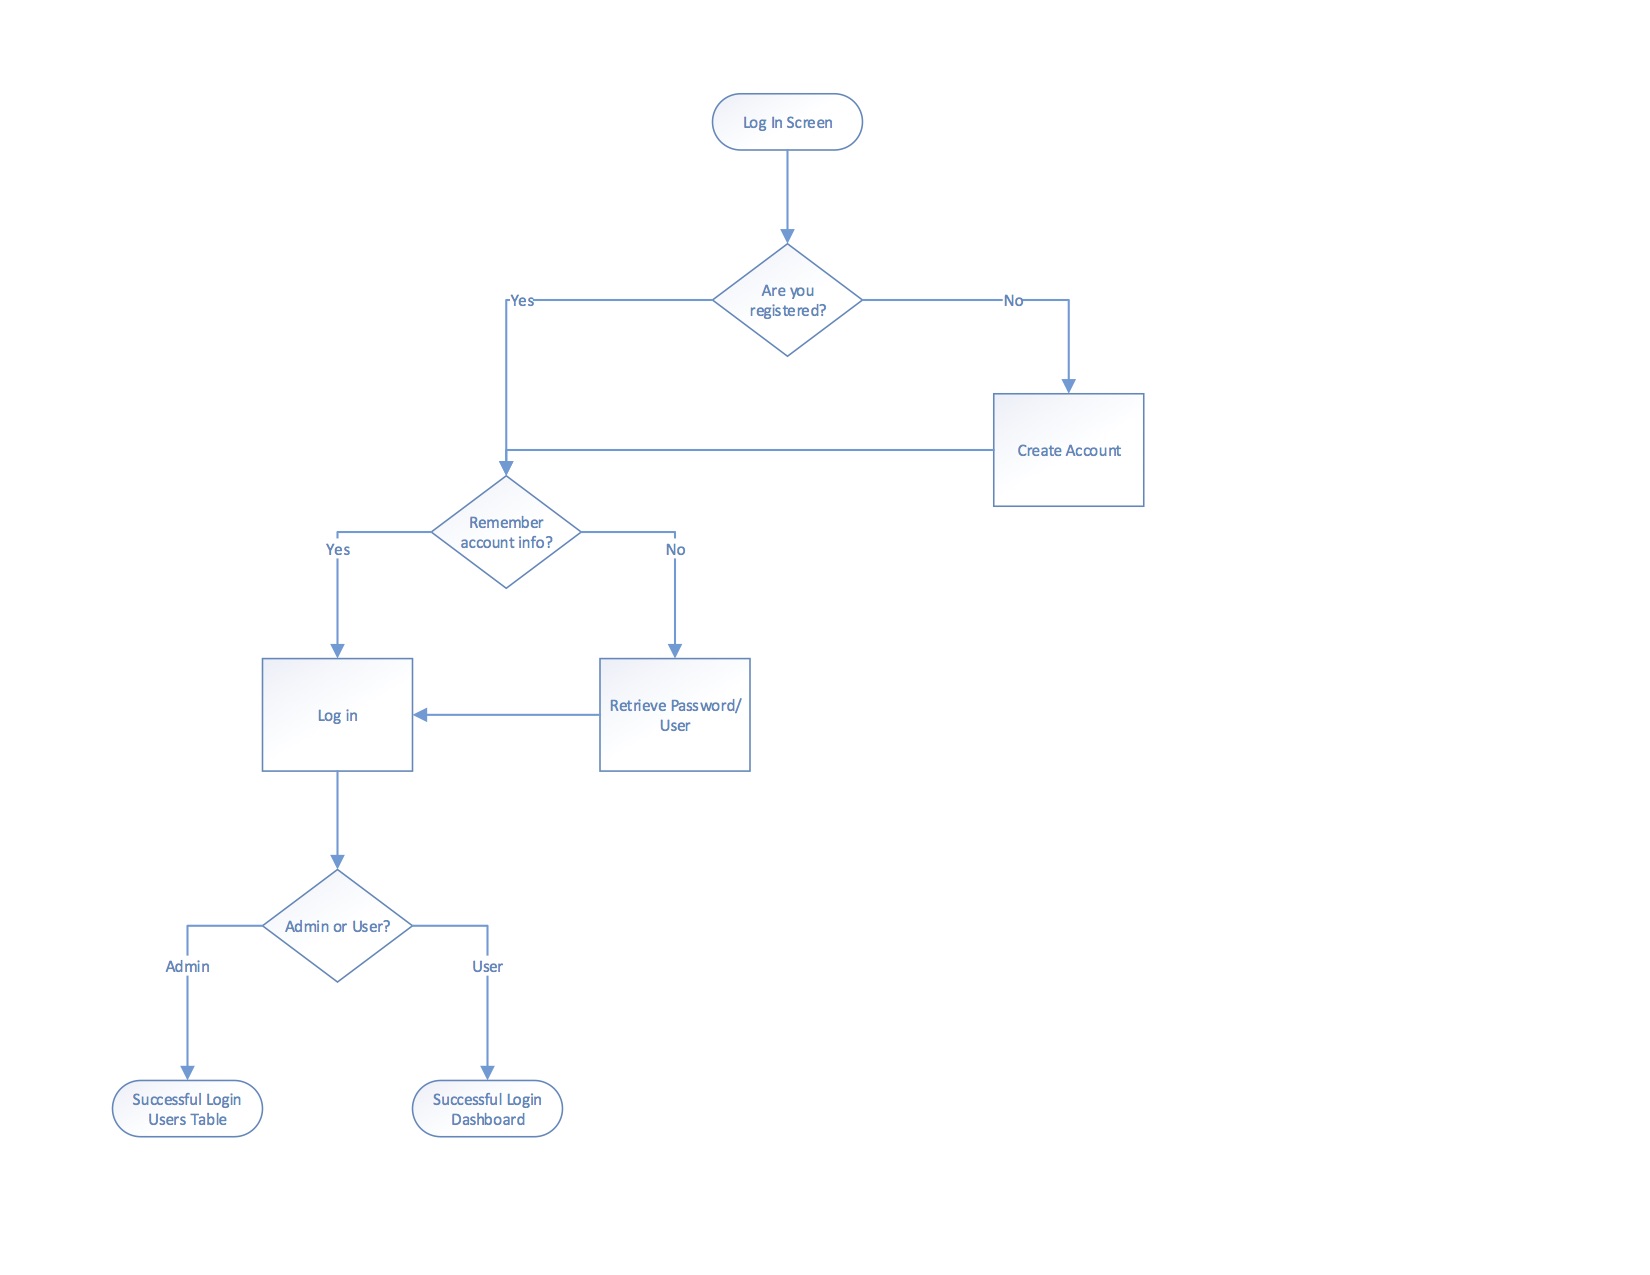 Log In Screen
Are you
registered?
Yes
No
Create Account
Remember
account info?
Yes
No
Log in
Retrieve Password/
User
Admin or User?
Admin
User
Successful Login
Users Table
Successful Login
Dashboard